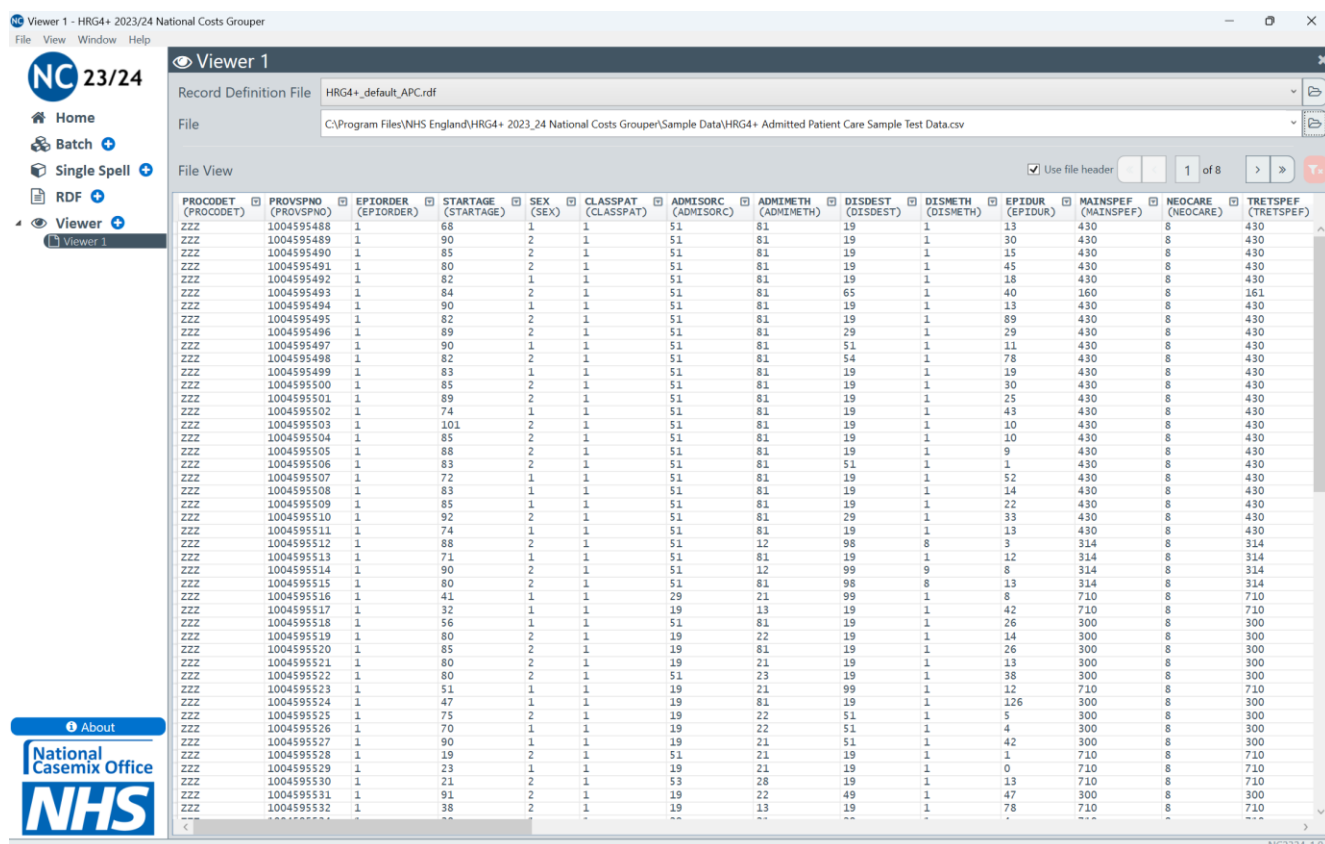 NC Viewer 1 - HRG4+ 2023/24 National Costs Grouper
File View Window Help
NC 23/24
Home
Batch
Single Spell
RDF
Viewer
Viewer 1
Viewer 1
Record Definition File HRG4+_default_APC.rdf
File C:\Program Files\NHS England\HRG4+ 2023_24 National Costs Grouper\Sample Data\HRG4+ Admitted Patient Care Sample Test Data.csv
File View Use file header 1 of 8
PROCODET PROVSPNO EPIORDER STARTAGE SEX CLASSPAT ADMISORC ADMIMETH DISDEST DISMETH EPIDUR MAINSPEF NEOCARE TRETSPEF
(PROCODET) (PROVSPNO) (EPIORDER) (STARTAGE) (SEX) (CLASSPAT) (ADMISORC) (ADMIMETH) (DISDEST) (DISMETH) (EPIDUR) (MAINSPEF) (NEOCARE) (TRETSPEF)
ZZZ 1004595488 1 68 1 1 51 81 19 1 13 430 8 430
ZZZ 1004595489 1 90 2 1 51 81 19 1 30 430 8 430
ZZZ 1004595490 1 85 2 1 51 81 19 1 15 430 8 430
ZZZ 1004595491 1 80 2 1 51 81 19 1 45 430 8 430
ZZZ 1004595492 1 82 1 1 51 81 19 1 18 430 8 430
ZZZ 1004595493 1 84 2 1 51 81 65 1 40 160 8 161
ZZZ 1004595494 1 90 1 1 51 81 19 1 13 430 8 430
ZZZ 1004595495 1 82 2 1 51 81 19 1 89 430 8 430
ZZZ 1004595496 1 89 2 1 51 81 29 1 29 430 8 430
ZZZ 1004595497 1 90 1 1 51 81 51 1 11 430 8 430
ZZZ 1004595498 1 82 2 1 51 81 54 1 78 430 8 430
ZZZ 1004595499 1 83 1 1 51 81 19 1 19 430 8 430
ZZZ 1004595500 1 85 2 1 51 81 19 1 30 430 8 430
ZZZ 1004595501 1 89 2 1 51 81 19 1 25 430 8 430
ZZZ 1004595502 1 74 1 1 51 81 19 1 43 430 8 430
ZZZ 1004595503 1 101 2 1 51 81 19 1 10 430 8 430
ZZZ 1004595504 1 85 2 1 51 81 19 1 10 430 8 430
ZZZ 1004595505 1 88 2 1 51 81 19 1 9 430 8 430
ZZZ 1004595506 1 83 2 1 51 81 51 1 1 430 8 430
ZZZ 1004595507 1 72 1 1 51 81 19 1 52 430 8 430
ZZZ 1004595508 1 83 1 1 51 81 19 1 14 430 8 430
ZZZ 1004595509 1 85 1 1 51 81 19 1 22 430 8 430
ZZZ 1004595510 1 92 2 1 51 81 29 1 33 430 8 430
ZZZ 1004595511 1 74 1 1 51 81 19 1 13 430 8 430
ZZZ 1004595512 1 88 2 1 51 12 98 8 3 314 8 314
ZZZ 1004595513 1 71 1 1 51 81 19 1 12 314 8 314
ZZZ 1004595514 1 90 2 1 51 12 99 9 8 314 8 314
ZZZ 1004595515 1 80 2 1 51 81 98 8 13 314 8 314
ZZZ 1004595516 1 41 1 1 29 21 99 1 8 710 8 710
ZZZ 1004595517 1 32 1 1 19 13 19 1 42 710 8 710
ZZZ 1004595518 1 56 1 1 51 81 19 1 26 300 8 300
ZZZ 1004595519 1 80 2 1 19 22 19 1 14 300 8 300
ZZZ 1004595520 1 85 2 1 19 81 19 1 26 300 8 300
ZZZ 1004595521 1 80 2 1 19 21 19 1 13 300 8 300
ZZZ 1004595522 1 80 2 1 51 23 19 1 38 300 8 300
ZZZ 1004595523 1 51 1 1 19 21 99 1 12 710 8 710
ZZZ 1004595524 1 47 1 1 19 81 19 1 126 300 8 300
ZZZ 1004595525 1 75 2 1 19 22 51 1 5 300 8 300
ZZZ 1004595526 1 70 1 1 19 22 51 1 4 300 8 300
ZZZ 1004595527 1 90 1 1 19 21 51 1 42 300 8 300
ZZZ 1004595528 1 19 2 1 51 21 19 1 1 710 8 710
ZZZ 1004595529 1 23 1 1 19 21 19 1 0 710 8 710
ZZZ 1004595530 1 21 2 1 53 28 19 1 13 710 8 710
ZZZ 1004595531 1 91 2 1 19 22 49 1 47 300 8 300
ZZZ 1004595532 1 38 2 1 19 13 19 1 78 710 8 710
About
National
Casemix Office
NHS